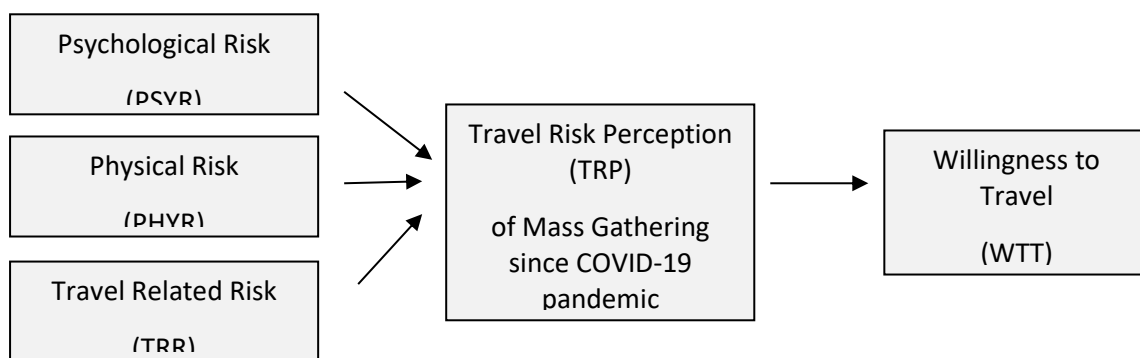 Psychological Risk
(PSYR)
Physical Risk
(PHYR)
Travel Related Risk
(TRR)
Travel Risk Perception
(TRP)
of Mass Gathering
since COVID-19
pandemic
Willingness to
Travel
(WTT)